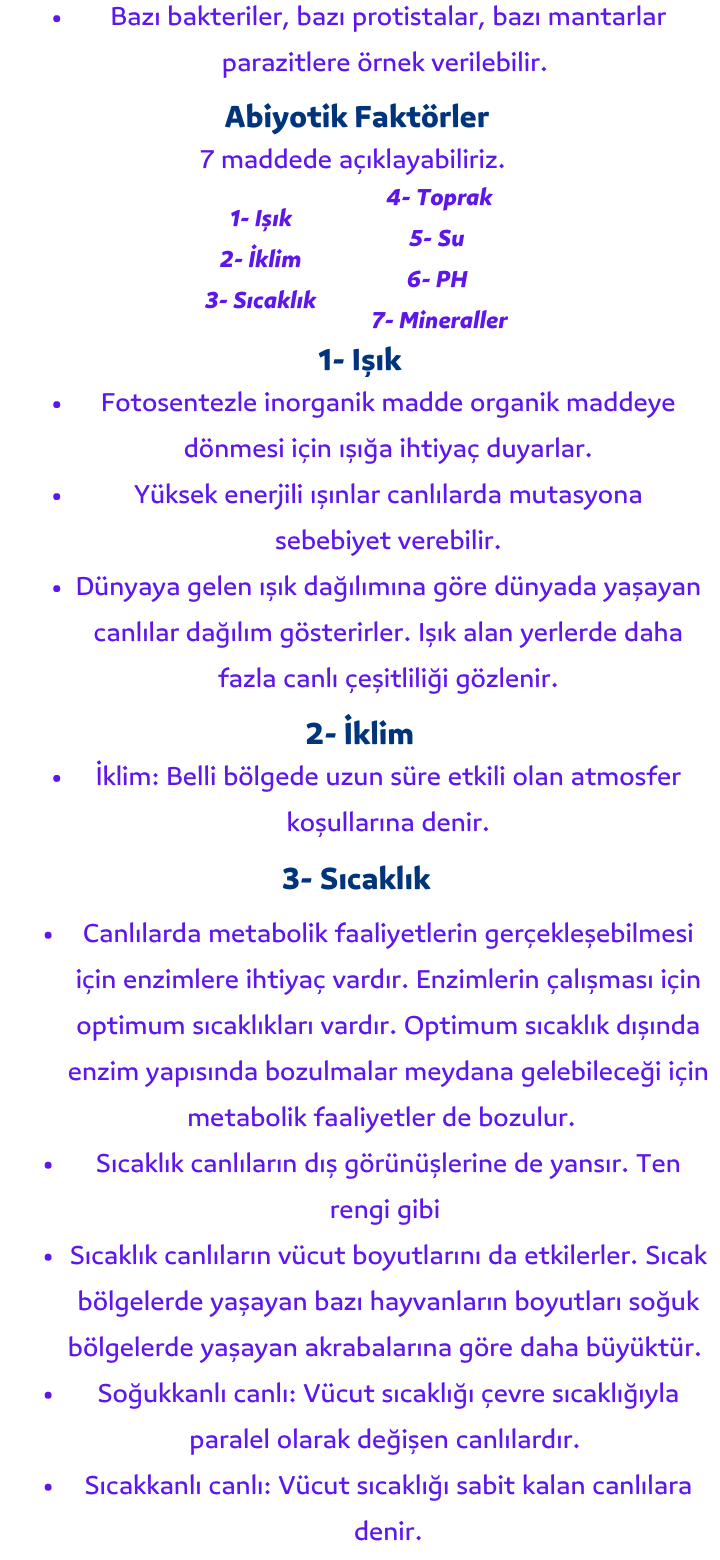 • Bazı bakteriler, bazı protistalar, bazı mantarlar
parazitlere örnek verilebilir.
Abiyotik Faktörler
7 maddede açıklayabiliriz.
1- Işık
2- İklim
3- Sıcaklık
4- Toprak
5- Su
6- PH
7- Mineraller
1- Işık
• Fotosentezle inorganik madde organik maddeye
dönmesi için ışığa ihtiyaç duyarlar.
• Yüksek enerjili ışınlar canlılarda mutasyona
sebebiyet verebilir.
• Dünyaya gelen ışık dağılımına göre dünyada yaşayan
canlılar dağılım gösterirler. Işık alan yerlerde daha
fazla canlı çeşitliliği gözlenir.
2- İklim
• İklim: Belli bölgede uzun süre etkili olan atmosfer
koşullarına denir.
3- Sıcaklık
• Canlılarda metabolik faaliyetlerin gerçekleşebilmesi
için enzimlere ihtiyaç vardır. Enzimlerin çalışması için
optimum sıcaklıkları vardır. Optimum sıcaklık dışında
enzim yapısında bozulmalar meydana gelebileceği için
metabolik faaliyetler de bozulur.
• Sıcaklık canlıların dış görünüşlerine de yansır. Ten
rengi gibi
• Sıcaklık canlıların vücut boyutlarını da etkilerler. Sıcak
bölgelerde yaşayan bazı hayvanların boyutları soğuk
bölgelerde yaşayan akrabalarına göre daha büyüktür.
• Soğukkanlı canlı: Vücut sıcaklığı çevre sıcaklığıyla
paralel olarak değişen canlılardır.
• Sıcakkanlı canlı: Vücut sıcaklığı sabit kalan canlılara
denir.